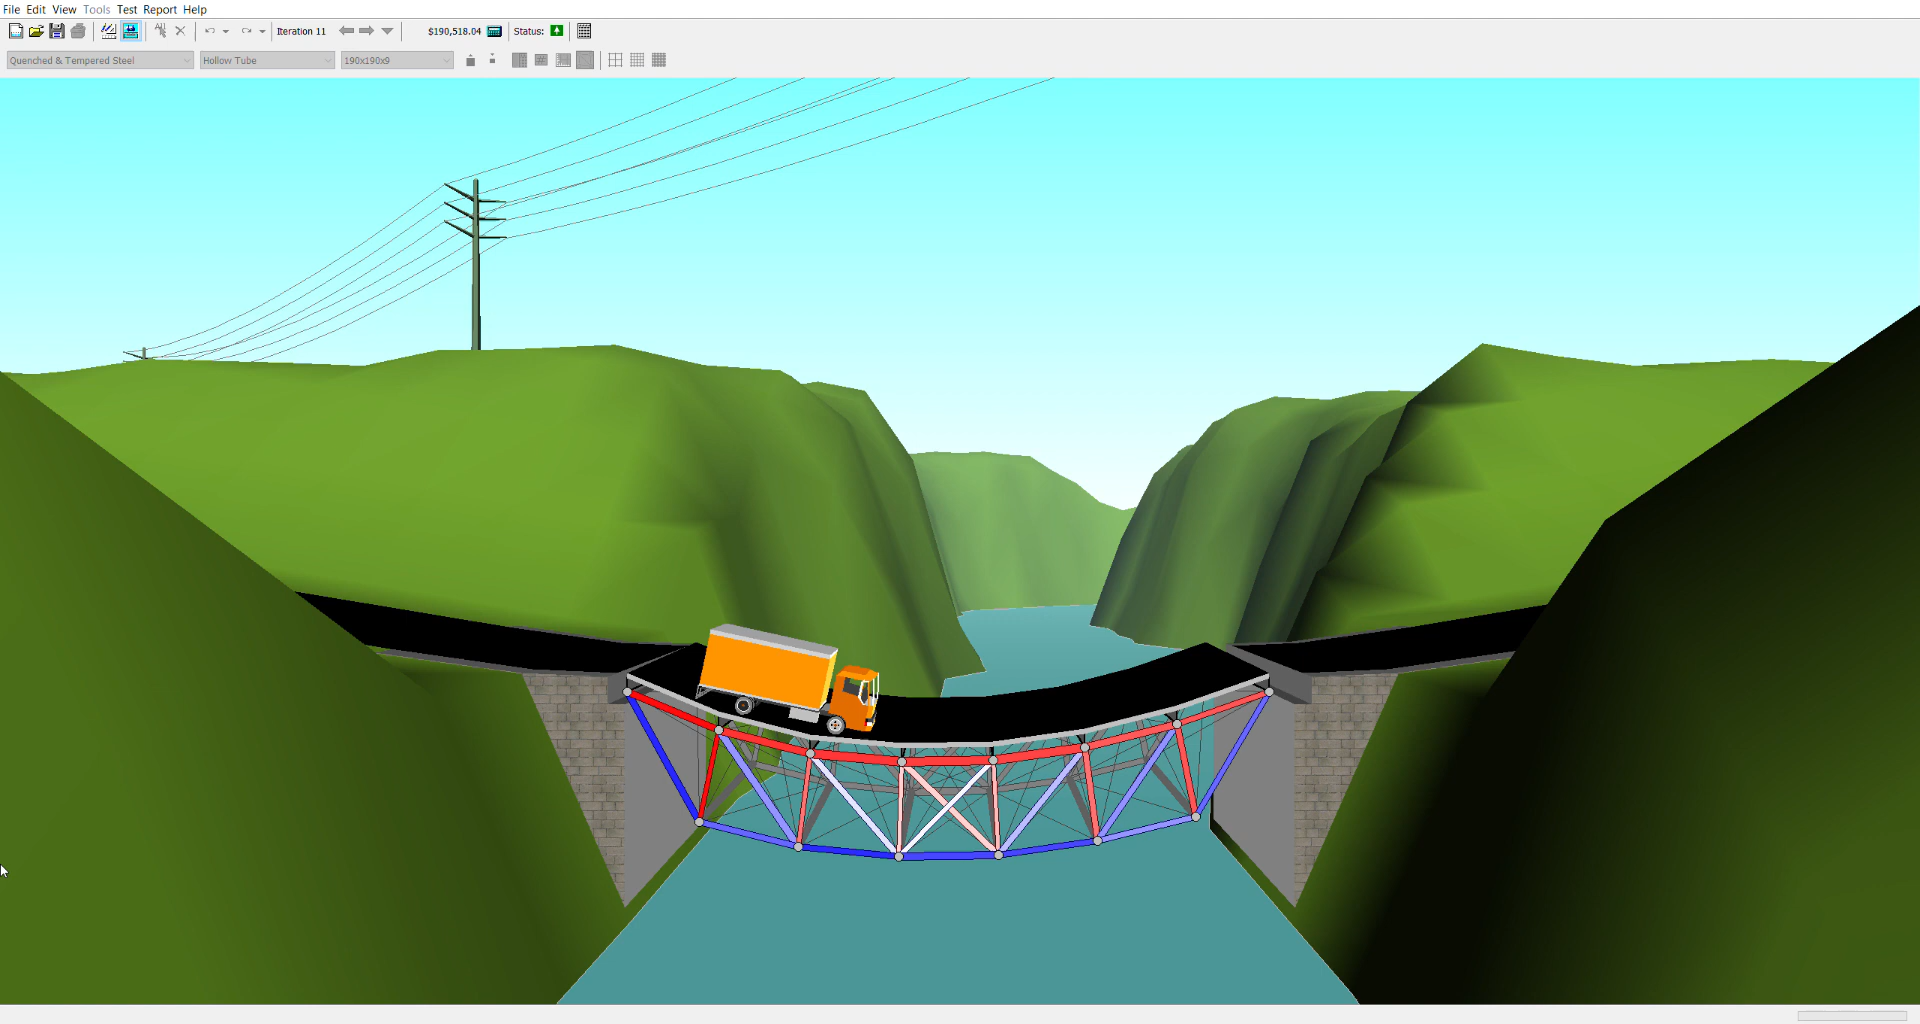 File Edit View Tools Test Report Help
Iteration 11 $190,518.04 Status:
Quenched & Tempered Steel Hollow Tube 190x190x9